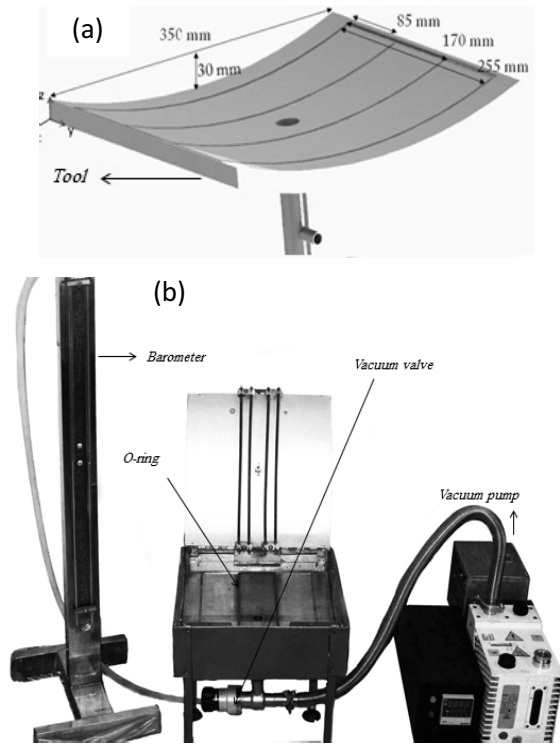 (a)
350 mm
30 mm
85 mm
170 mm
255 mm
Tool
(b)
Barometer
Vacuum valve
O-ring
Vacuum pump